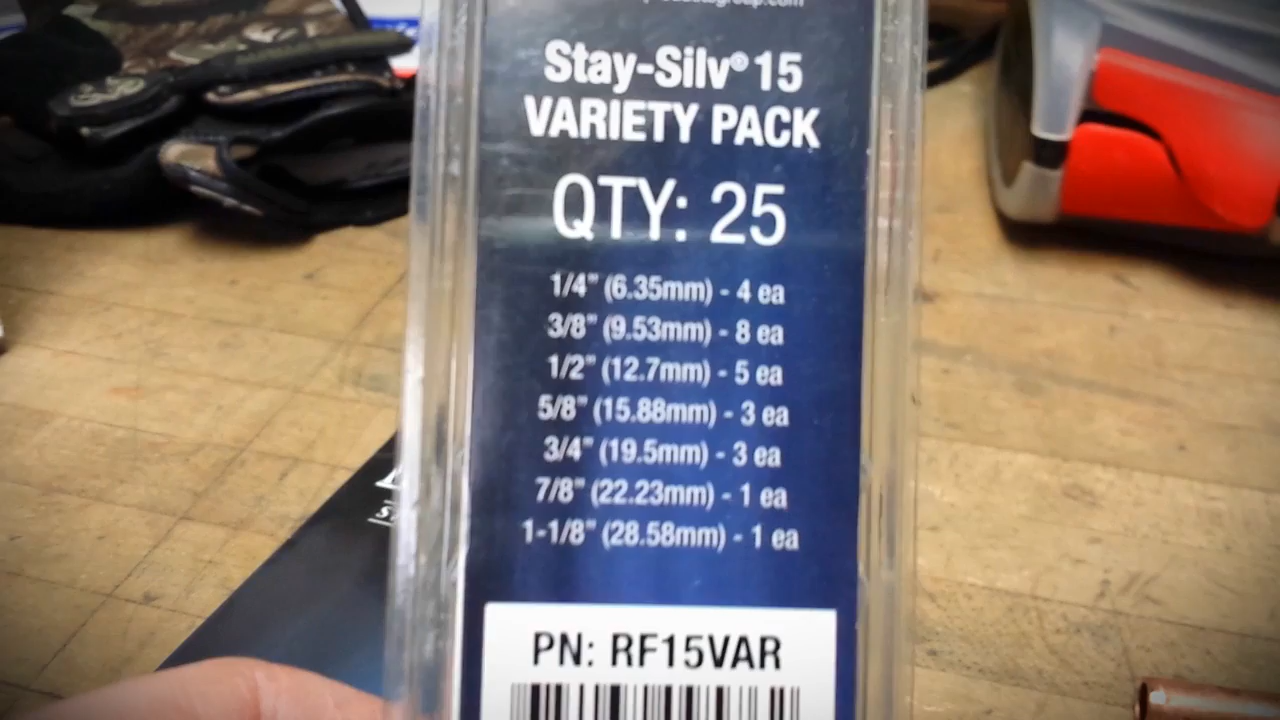 Stay-Silv® 15
VARIETY PACK
QTY: 25
1/4" (6.35mm) - 4 ea
3/8" (9.53mm) - 8 ea
1/2" (12.7mm) - 5 ea
5/8" (15.88mm) - 3 ea
3/4" (19.5mm) - 3 ea
7/8" (22.23mm) - 1 ea
1-1/8" (28.58mm) - 1 ea
PN: RF15VAR